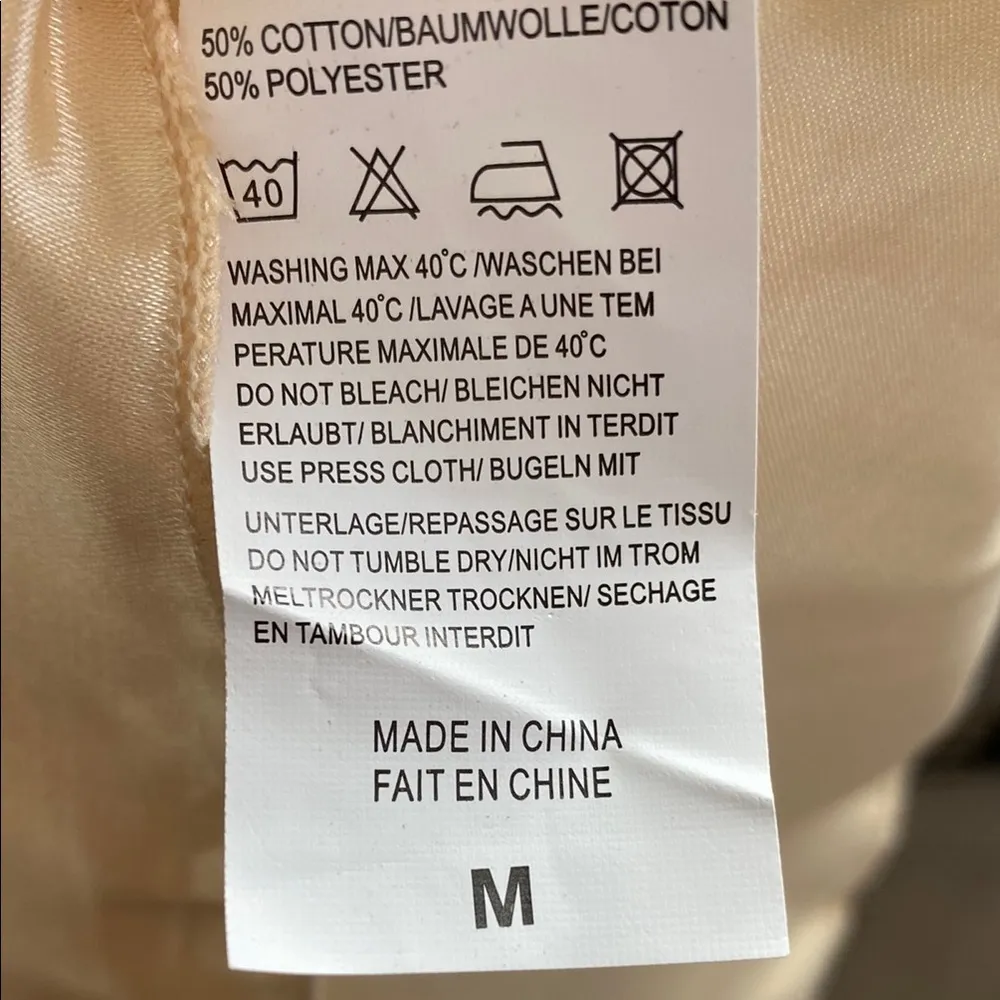 50% COTTON/BAUMWOLLE/COTON
50% POLYESTER
40
WASHING MAX 40°C /WASCHEN BEI
MAXIMAL 40°C /LAVAGE A UNE TEM
PERATURE MAXIMALE DE 40°C
DO NOT BLEACH/ BLEICHEN NICHT
ERLAUBT/ BLANCHIMENT IN TERDIT
USE PRESS CLOTH/ BUGELN MIT
UNTERLAGE/REPASSAGE SUR LE TISSU
DO NOT TUMBLE DRY/NICHT IM TROM
MELTROCKNER TROCKNEN/ SECHAGE
EN TAMBOUR INTERDIT
MADE IN CHINA
FAIT EN CHINE
M